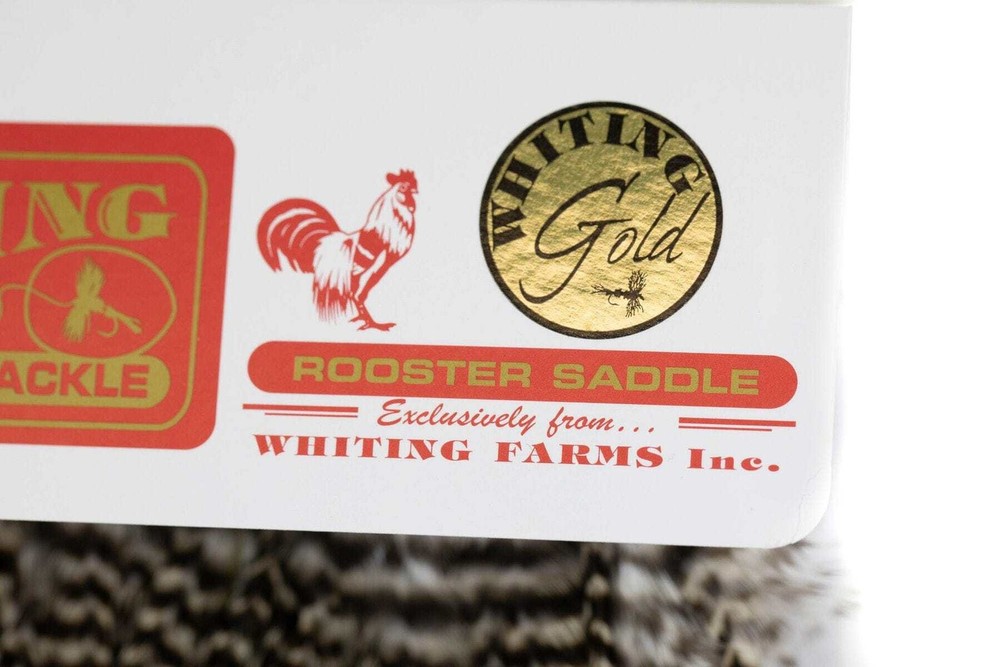 ING
ACKLE
WHITING
Gold
ROOSTER SADDLE
Exclusively from...
WHITING FARMS Inc.